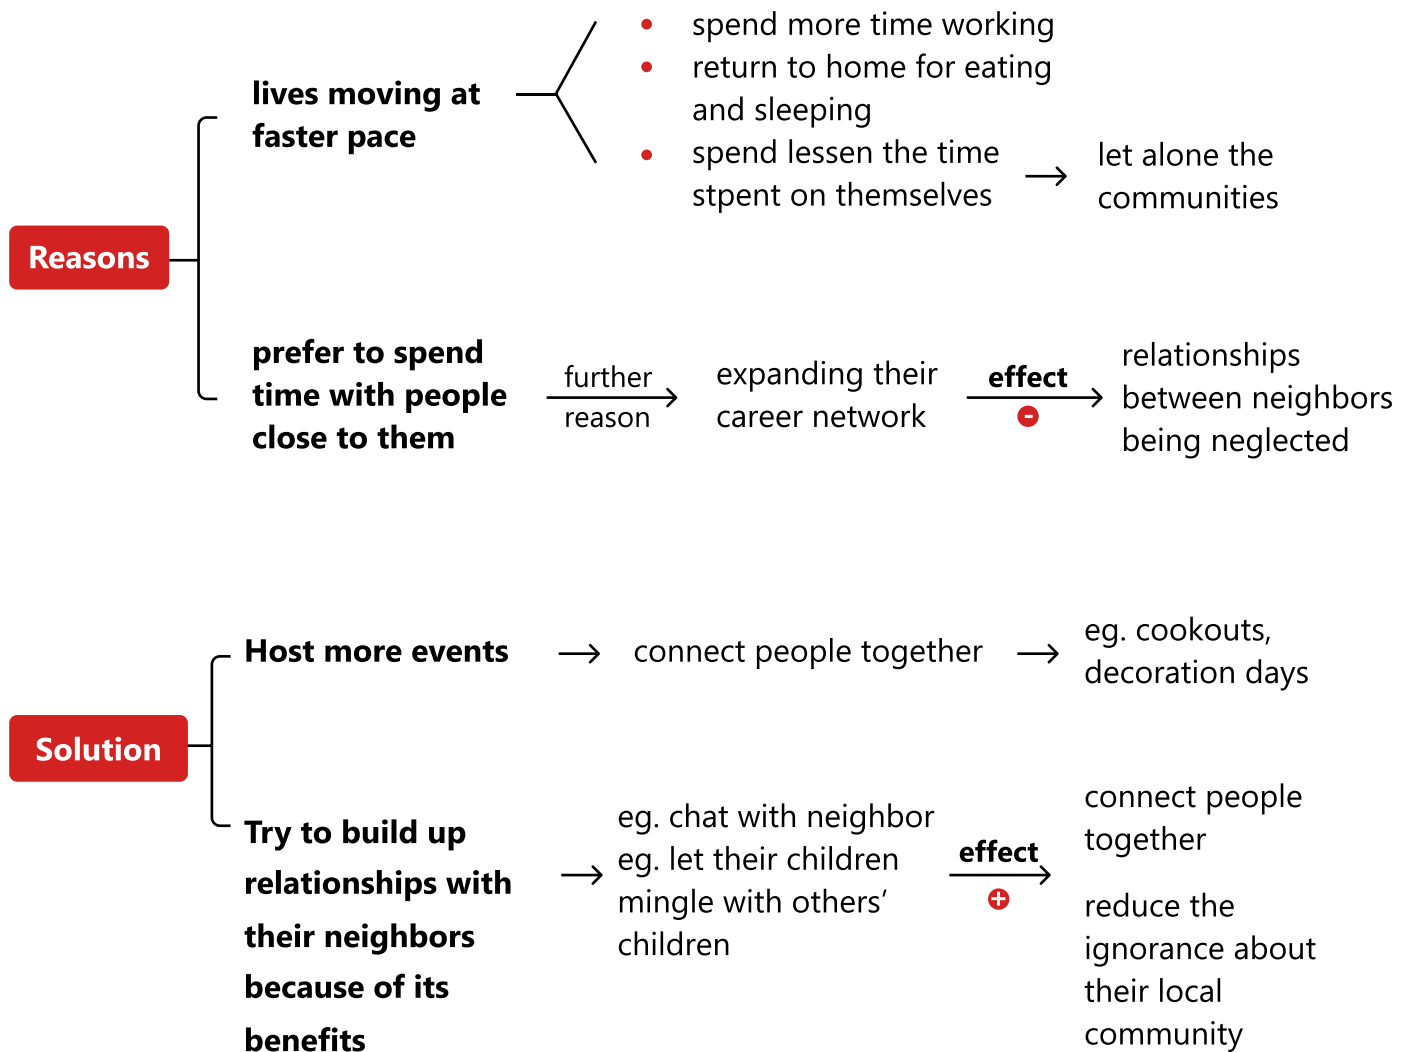 Reasons
lives moving at
faster pace
spend more time working
return to home for eating
and sleeping
spend lessen the time
stpent on themselves
let alone the
communities
prefer to spend
time with people
close to them
further
reason
expanding their
career network
effect
-
relationships
between neighbors
being neglected
Solution
Host more events
connect people together
eg. cookouts,
decoration days
Try to build up
relationships with
their neighbors
because of its
benefits
eg. chat with neighbor
eg. let their children
mingle with others’
children
effect
+
connect people
together
reduce the
ignorance about
their local
community